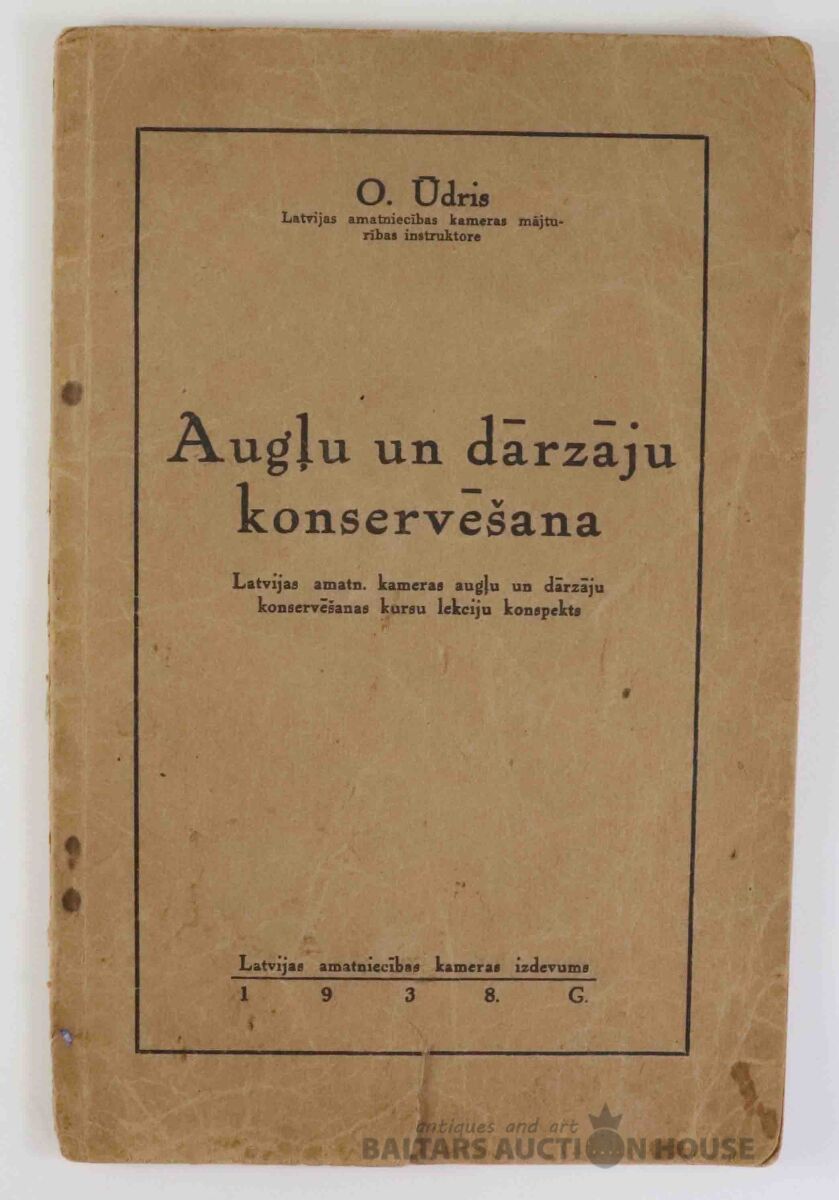 O. Ūdris
Latvijas amatniecības kameras mājtu-
rības instruktore
Augļu un dārzāju
konservēšana
Latvijas amatn. kameras augļu un dārzāju
konservēšanas kursu lekciju konspekts
Latvijas amatniecības kameras izdevums
1 9 3 8. G.
antiques and art
BALTARS AUCTION HOUSE